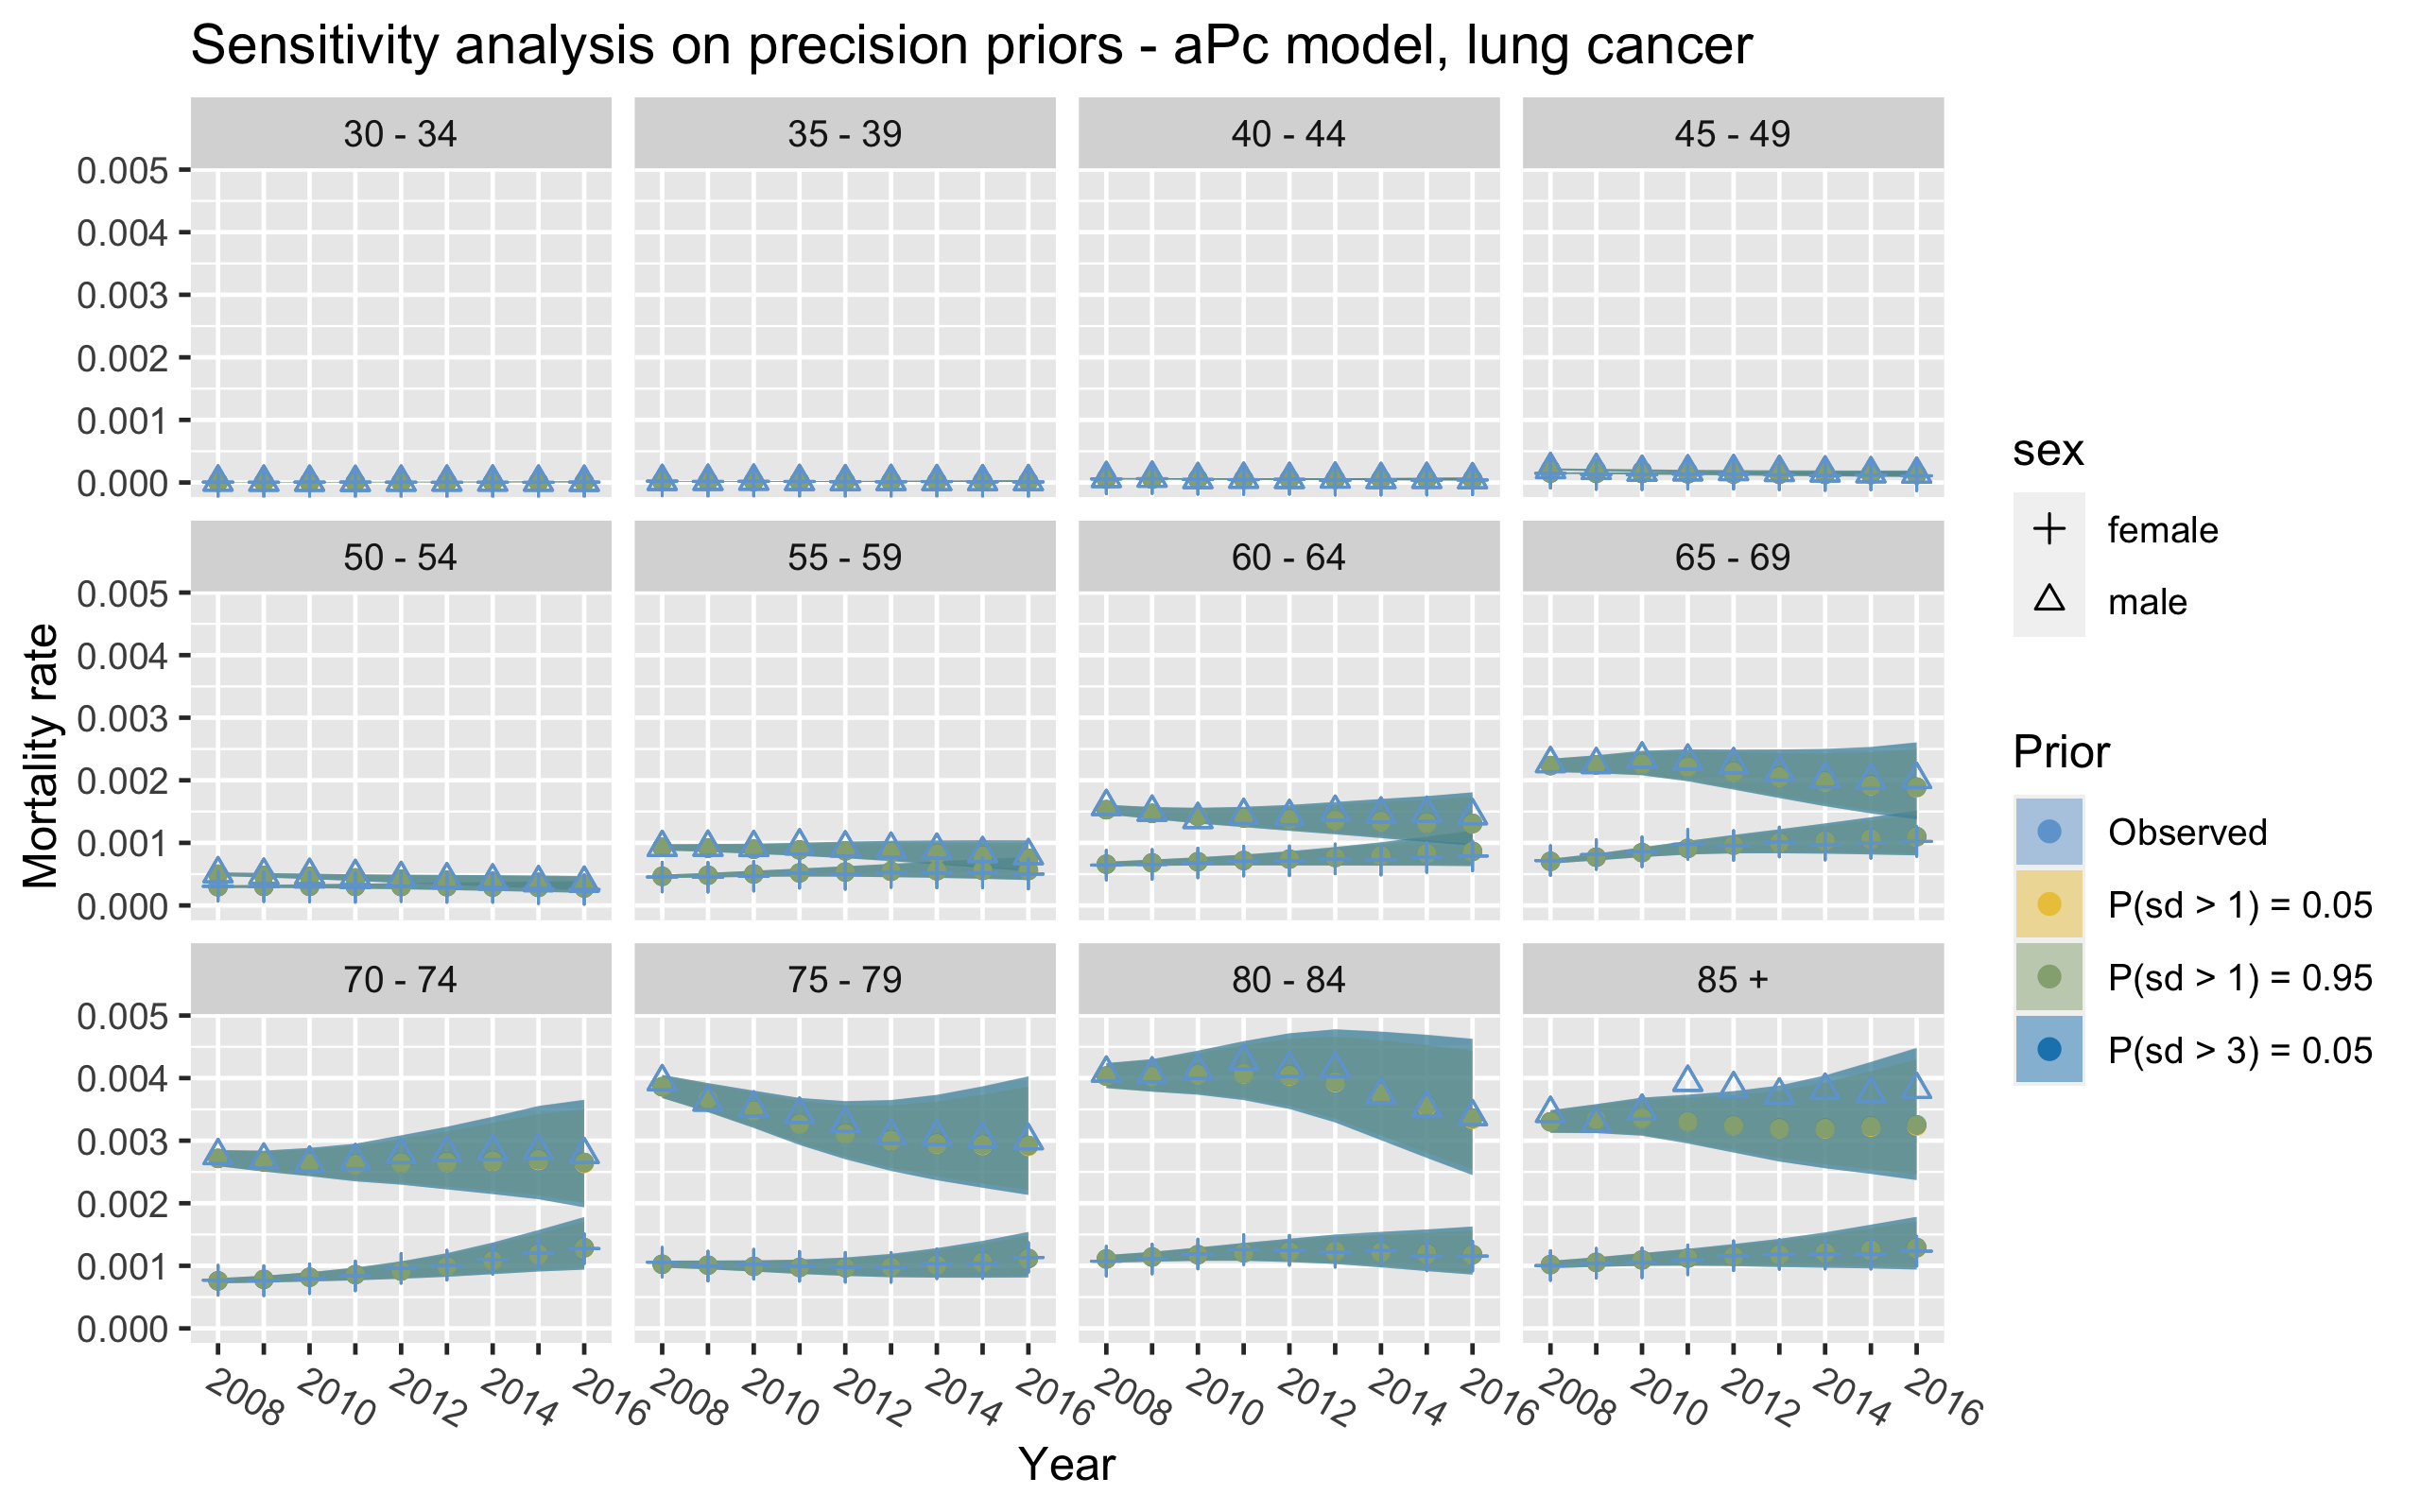 Sensitivity analysis on precision priors - aPc model, lung cancer
30 - 34 35 - 39 40 - 44 45 - 49
0.005
0.004
0.003
0.002
0.001
0.000
50 - 54 55 - 59 60 - 64 65 - 69
0.005
0.004
0.003
0.002
0.001
0.000
70 - 74 75 - 79 80 - 84 85 +
0.005
0.004
0.003
0.002
0.001
0.000
2008 2010 2012 2014 2016 2008 2010 2012 2014 2016 2008 2010 2012 2014 2016 2008 2010 2012 2014 2016
Year
Mortality rate
sex
female
male
Prior
Observed
P(sd > 1) = 0.05
P(sd > 1) = 0.95
P(sd > 3) = 0.05